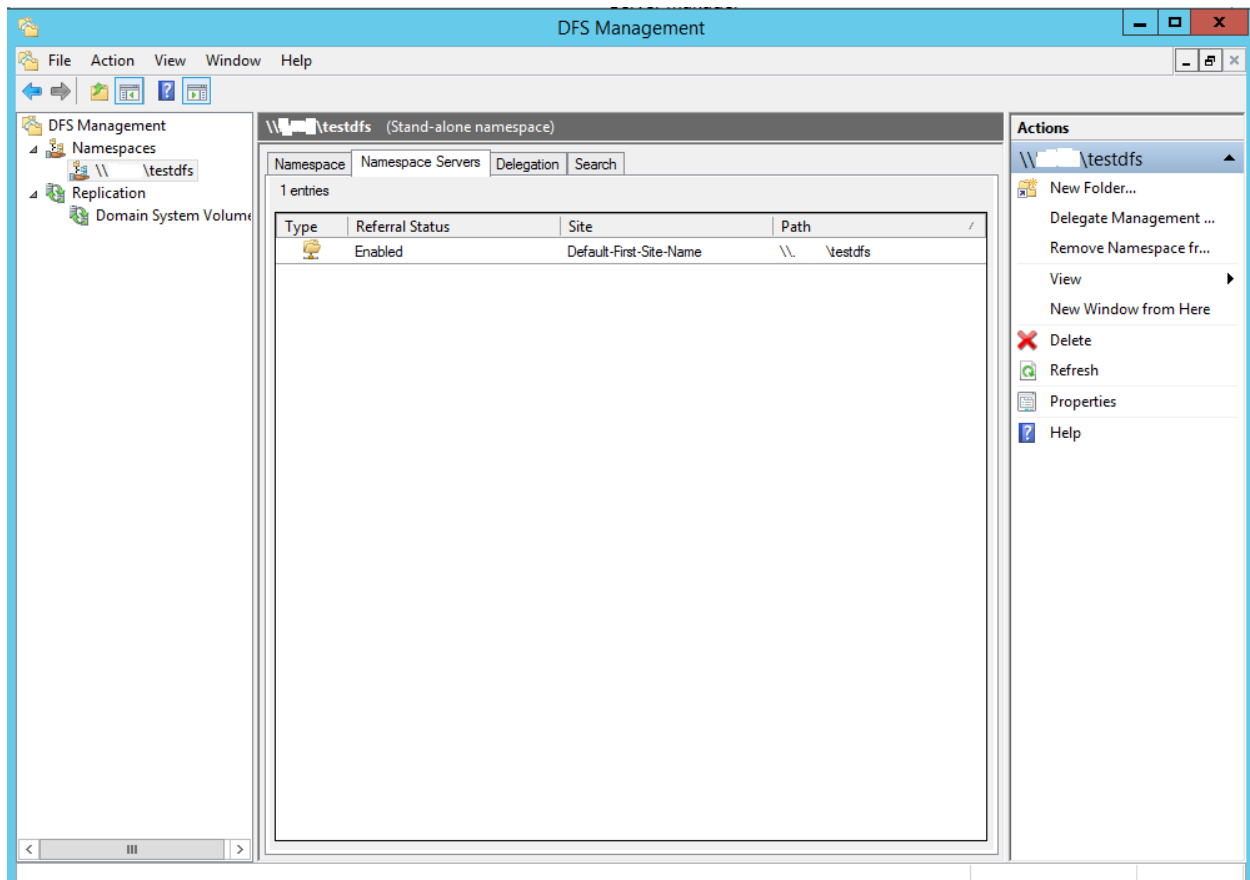 DFS Management
File Action View Window Help
DFS Management
Namespaces
\\ \testdfs
Replication
Domain System Volume
\\ \testdfs (Stand-alone namespace)
Namespace Namespace Servers Delegation Search
1 entries
Type Referral Status Site Path
Enabled Default-First-Site-Name \\. \testdfs
Actions
\\ \testdfs
New Folder...
Delegate Management ...
Remove Namespace fr...
View
New Window from Here
Delete
Refresh
Properties
Help